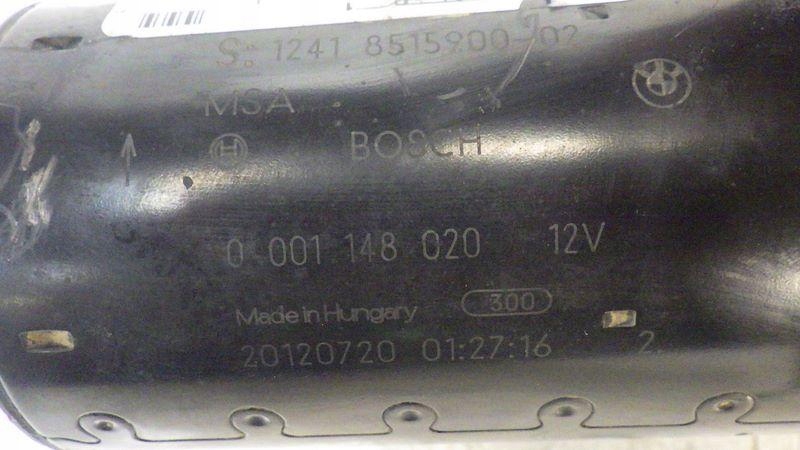 S: 1241 8515900-02
MSA
BOSCH
0 001 148 020 12V
Made in Hungary 300
20120720 01:27:16 2